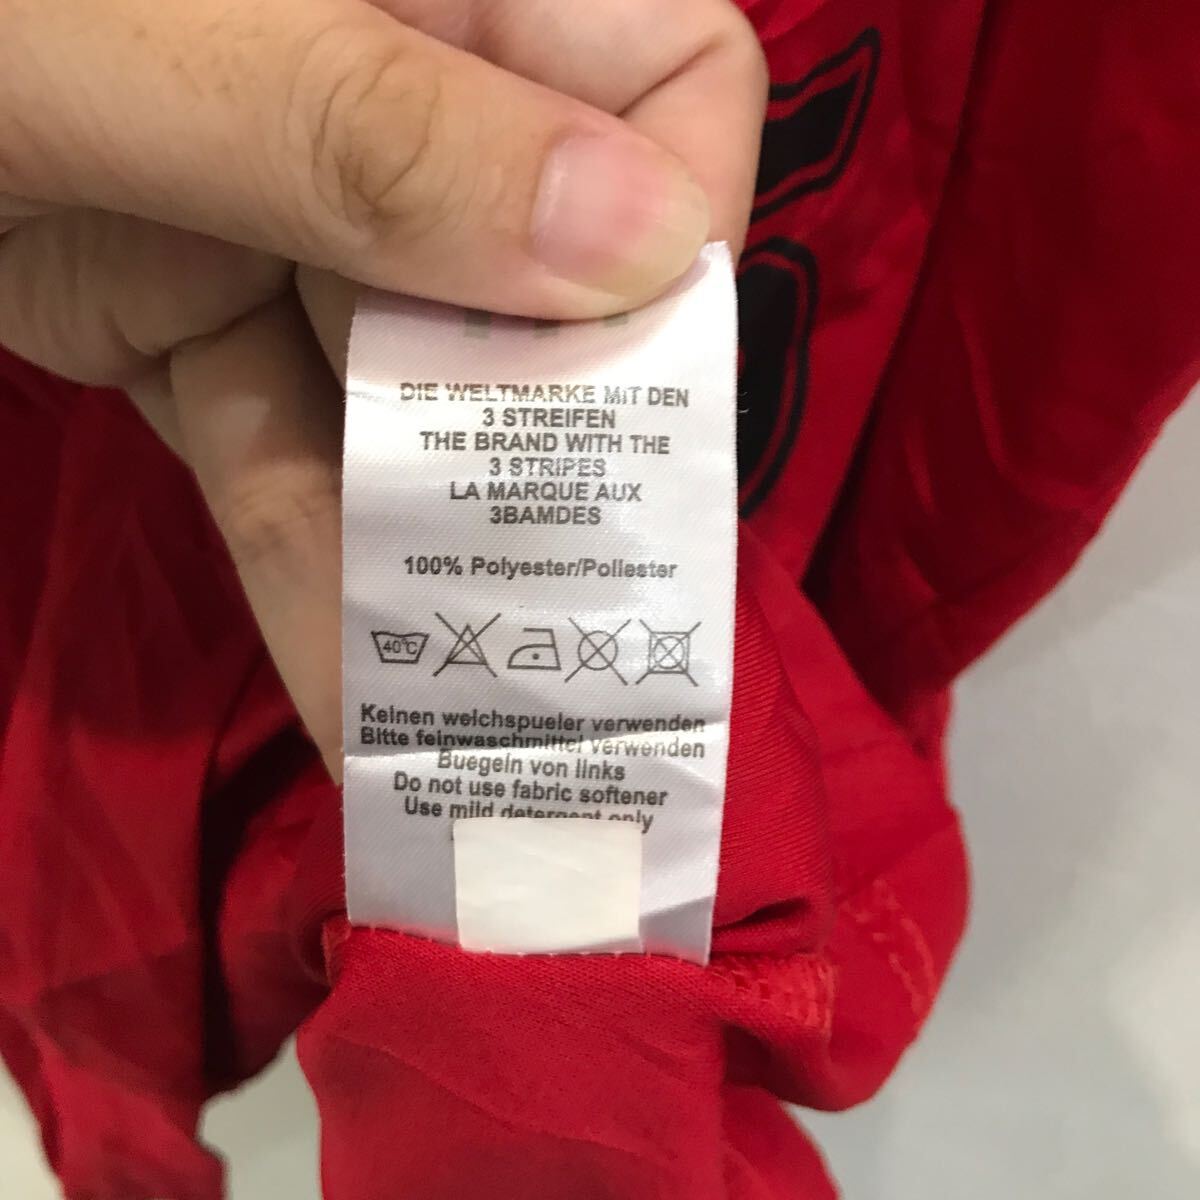 DIE WELTMARKE MIT DEN
3 STREIFEN
THE BRAND WITH THE
3 STRIPES
LA MARQUE AUX
3BAMDES
100% Polyester/Poliester
40°C
Keinen weichspueler verwenden
Bitte feinwaschmittel verwenden
Buegeln von links
Do not use fabric softener
Use mild detergent only